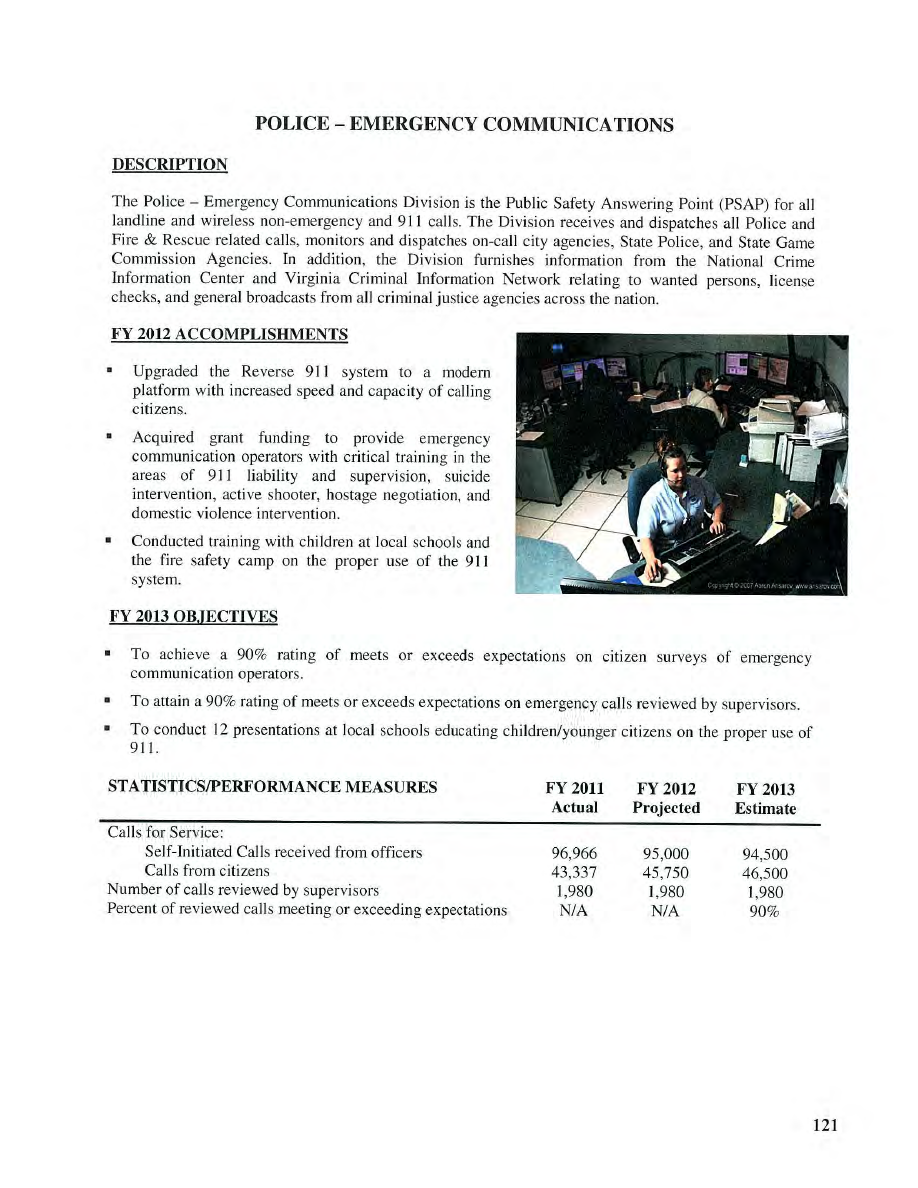 POLICE – EMERGENCY COMMUNICATIONS
DESCRIPTION
The Police – Emergency Communications Division is the Public Safety Answering Point (PSAP) for all
landline and wireless non-emergency and 911 calls. The Division receives and dispatches all Police and
Fire & Rescue related calls, monitors and dispatches on-call city agencies, State Police, and State Game
Commission Agencies. In addition, the Division furnishes information from the National Crime
Information Center and Virginia Criminal Information Network relating to wanted persons, license
checks, and general broadcasts from all criminal justice agencies across the nation.
FY 2012 ACCOMPLISHMENTS
▪ Upgraded the Reverse 911 system to a modern
platform with increased speed and capacity of calling
citizens.
▪ Acquired grant funding to provide emergency
communication operators with critical training in the
areas of 911 liability and supervision, suicide
intervention, active shooter, hostage negotiation, and
domestic violence intervention.
▪ Conducted training with children at local schools and
the fire safety camp on the proper use of the 911
system.
Copyright © 2007 Aaron Ansarov www.ansarov.com
FY 2013 OBJECTIVES
▪ To achieve a 90% rating of meets or exceeds expectations on citizen surveys of emergency
communication operators.
▪ To attain a 90% rating of meets or exceeds expectations on emergency calls reviewed by supervisors.
▪ To conduct 12 presentations at local schools educating children/younger citizens on the proper use of
911.
STATISTICS/PERFORMANCE MEASURES FY 2011 FY 2012 FY 2013
Actual Projected Estimate
Calls for Service:
Self-Initiated Calls received from officers 96,966 95,000 94,500
Calls from citizens 43,337 45,750 46,500
Number of calls reviewed by supervisors 1,980 1,980 1,980
Percent of reviewed calls meeting or exceeding expectations N/A N/A 90%
121